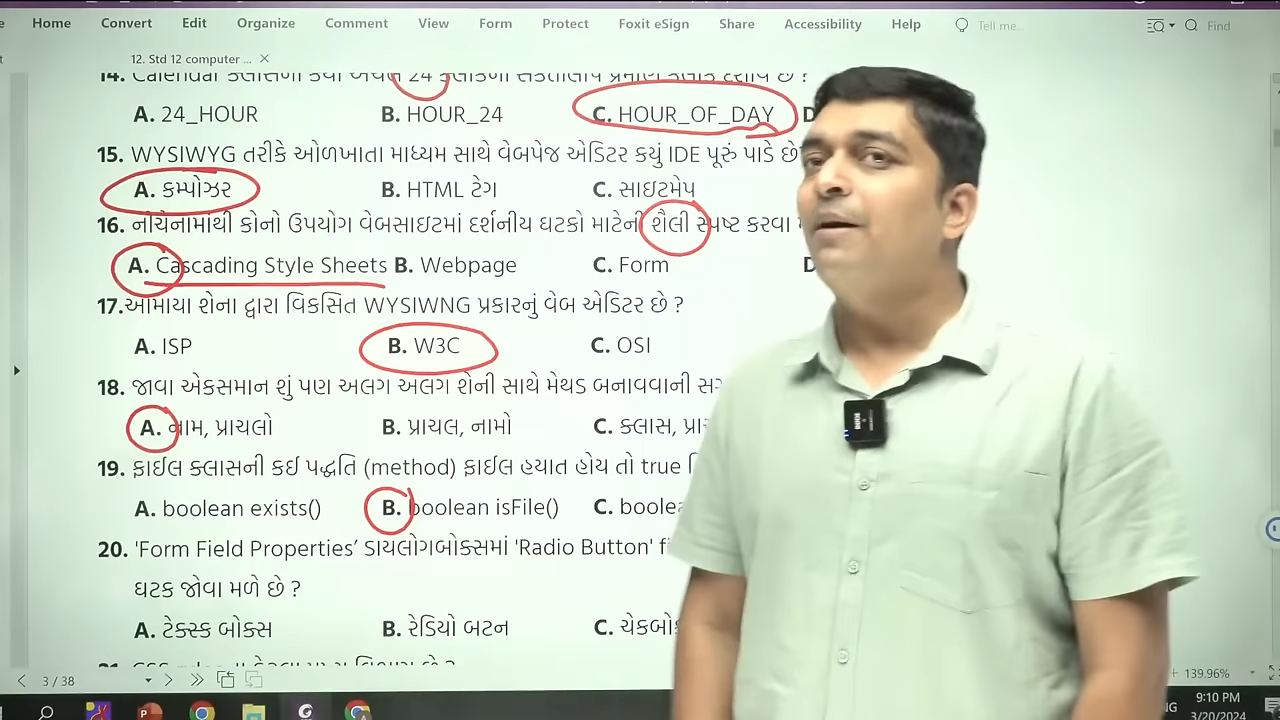 Home Convert Edit Organize Comment View Form Protect Foxit eSign Share Accessibility Help Tell me... Find
12. Std 12 computer ...
14. Calendar 24
A. 24_HOUR B. HOUR_24 C. HOUR_OF_DAY
15. WYSIWYG તરીકે ઓળખાતા માધ્યમ સાથે વેબપેજ એડિટર કયું IDE પૂરું પાડે છે
A. કમ્પોઝર B. HTML ટેગ C. સાઇટમેપ
16. નીચેનામાંથી કોનો ઉપયોગ વેબસાઇટમાં દર્શનીય ઘટકો માટેની શૈલી સ્પષ્ટ કરવા
A. Cascading Style Sheets B. Webpage C. Form
17.આમાયા શેના દ્વારા વિકસિત WYSIWNG પ્રકારનું વેબ એડિટર છે ?
A. ISP B. W3C C. OSI
18. જાવા એકસમાન શું પણ અલગ અલગ શેની સાથે મેથડ બનાવવાની
A. નામ, પ્રાચલો B. પ્રાચલ, નામો C. ક્લાસ,
19. ફાઈલ ક્લાસની કઈ પદ્ધતિ (method) ફાઈલ હયાત હોય તો true
A. boolean exists() B. boolean isFile() C.
20. 'Form Field Properties’ ડાયલોગબોક્સમાં 'Radio Button'
ઘટક જોવા મળે છે ?
A. ટેક્સ્ક બોક્સ B. રેડિયો બટન C.
3 / 38 139.96%
9:10 PM
3/20/2024